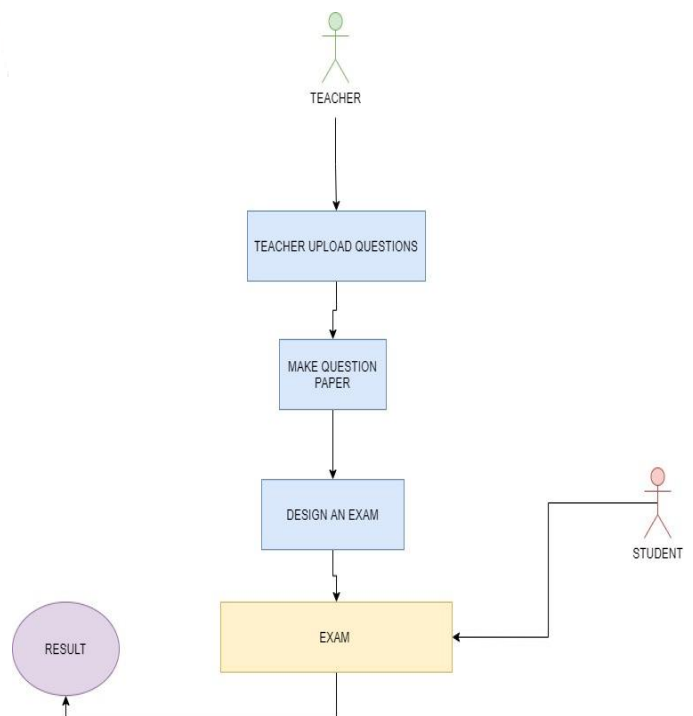 TEACHER
TEACHER UPLOAD QUESTIONS
MAKE QUESTION
PAPER
DESIGN AN EXAM
STUDENT
EXAM
RESULT